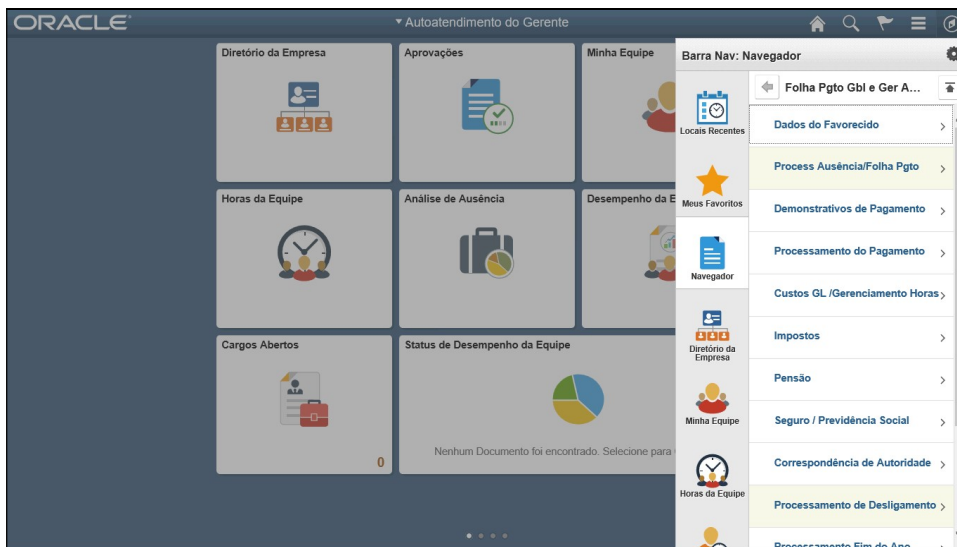 ORACLE
Autoatendimento do Gerente
Diretório da Empresa
Aprovações
Minha Equipe
Horas da Equipe
Análise de Ausência
Desempenho da E
Cargos Abertos
0
Status de Desempenho da Equipe
Nenhum Documento foi encontrado. Selecione para
Barra Nav: Navegador
Locais Recentes
Meus Favoritos
Navegador
Diretório da
Empresa
Minha Equipe
Horas da Equipe
Folha Pgto Gbl e Ger A...
Dados do Favorecido
Process Ausência/Folha Pgto
Demonstrativos de Pagamento
Processamento do Pagamento
Custos GL /Gerenciamento Horas
Impostos
Pensão
Seguro / Previdência Social
Correspondência de Autoridade
Processamento de Desligamento
Processamento Fim do Ano